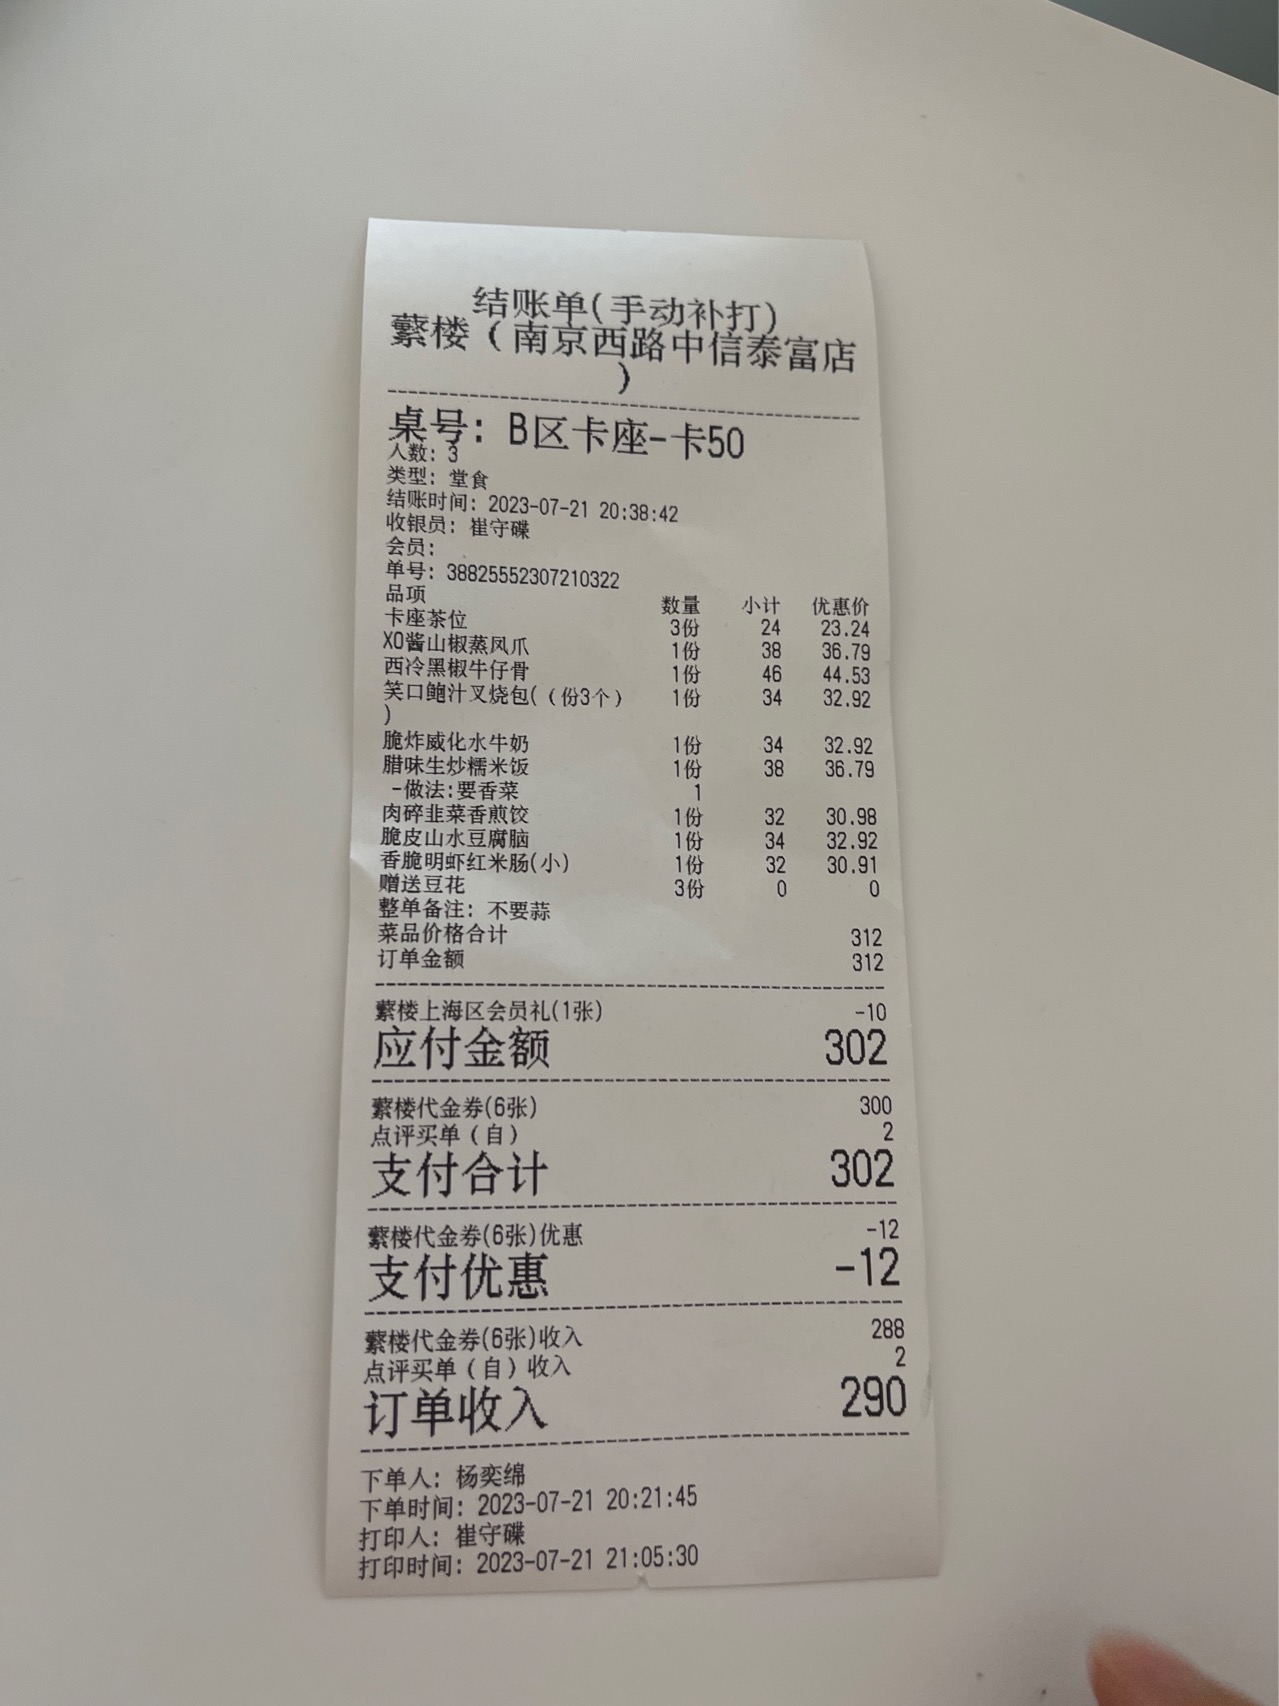 结账单(手动补打)
蘩楼（南京西路中信泰富店
）
桌号: B区卡座-卡50
人数: 3
类型: 堂食
结账时间: 2023-07-21 20:38:42
收银员: 崔守碟
会员:
单号: 38825552307210322
品项 数量 小计 优惠价
卡座茶位 3份 24 23.24
XO酱山椒蒸凤爪 1份 38 36.79
西冷黑椒牛仔骨 1份 46 44.53
笑口鲍汁叉烧包(（份3个） 1份 34 32.92
)
脆炸威化水牛奶 1份 34 32.92
腊味生炒糯米饭 1份 38 36.79
-做法:要香菜 1
肉碎韭菜香煎饺 1份 32 30.98
脆皮山水豆腐脑 1份 34 32.92
香脆明虾红米肠(小) 1份 32 30.91
赠送豆花 3份 0 0
整单备注: 不要蒜
菜品价格合计 312
订单金额 312
蘩楼上海区会员礼(1张) -10
应付金额 302
蘩楼代金券(6张) 300
点评买单（自） 2
支付合计 302
蘩楼代金券(6张)优惠 -12
支付优惠 -12
蘩楼代金券(6张)收入 288
点评买单（自）收入 2
订单收入 290
下单人: 杨奕绵
下单时间: 2023-07-21 20:21:45
打印人: 崔守碟
打印时间: 2023-07-21 21:05:30